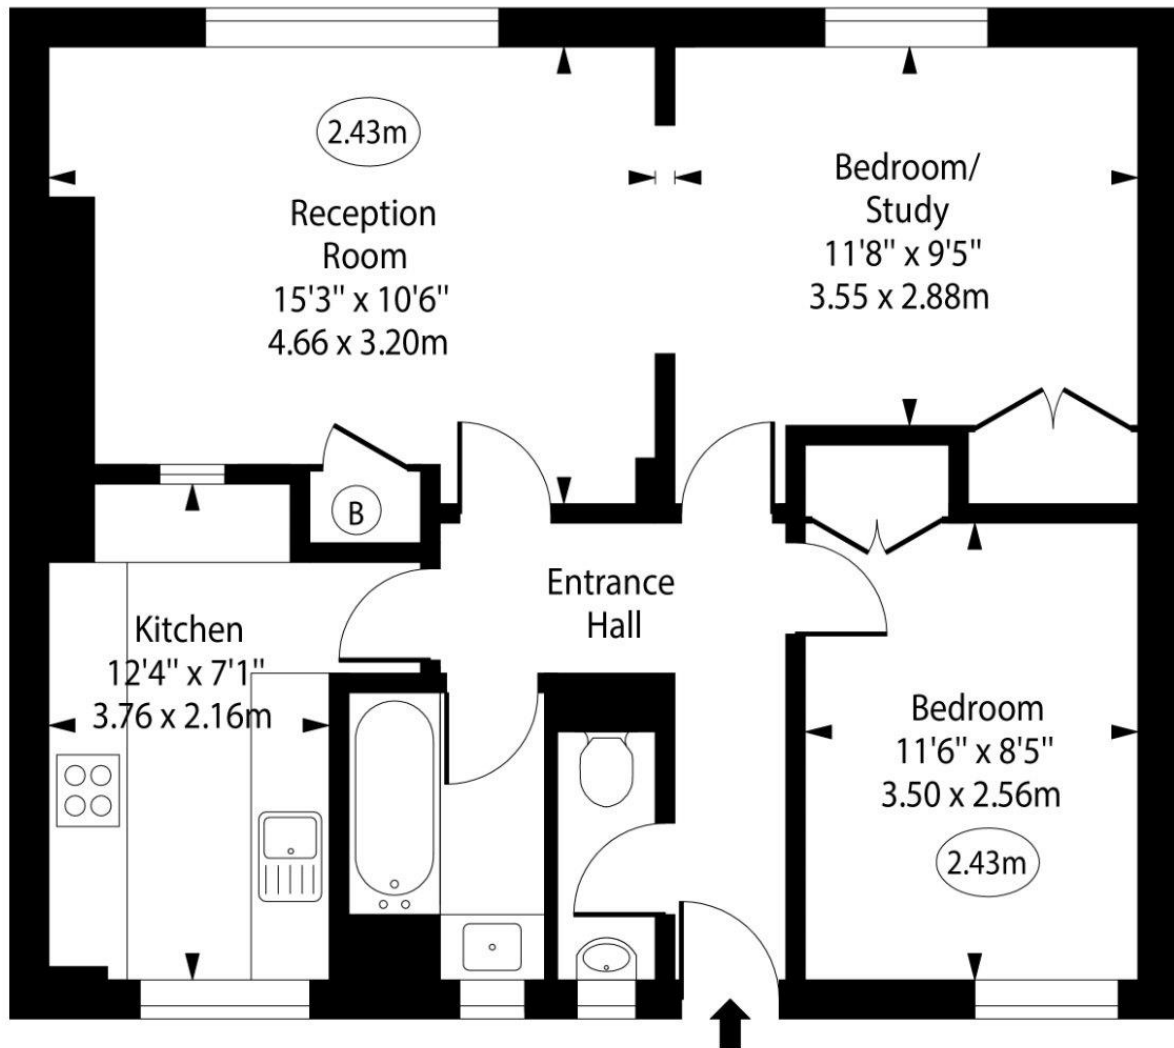 2.43m
Reception
Room
15'3" x 10'6"
4.66 x 3.20m
Bedroom/
Study
11'8" x 9'5"
3.55 x 2.88m
B
Entrance
Hall
Kitchen
12'4" x 7'1"
3.76 x 2.16m
Bedroom
11'6" x 8'5"
3.50 x 2.56m
2.43m